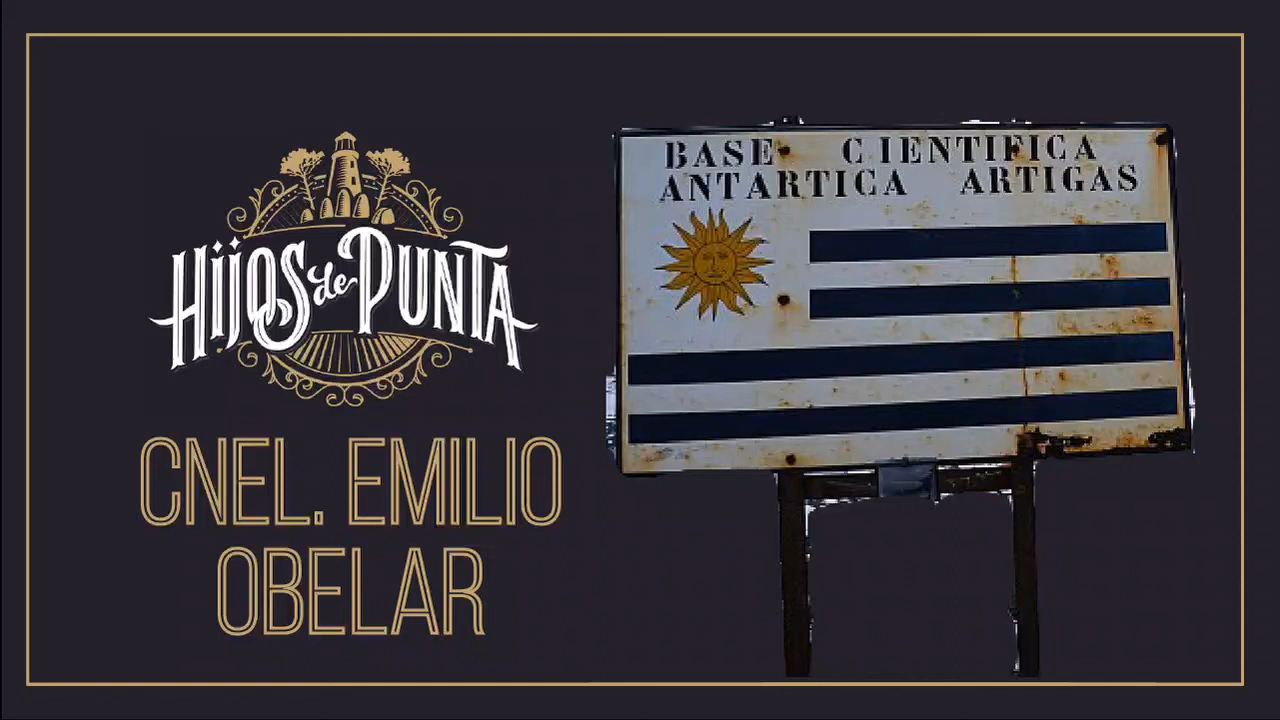 Hijos de Punta
CNEL. EMILIO
OBELAR
BASE CIENTIFICA
ANTARTICA ARTIGAS